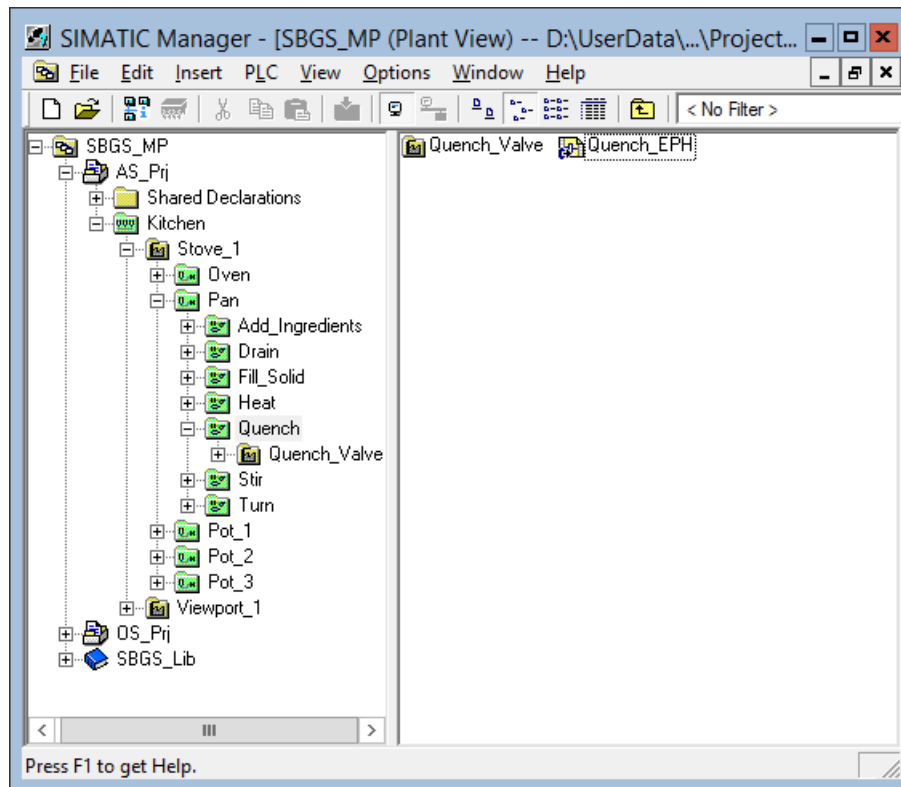 SIMATIC Manager - [SBGS_MP (Plant View) -- D:\UserData\...\Project...
File Edit Insert PLC View Options Window Help
< No Filter >
SBGS_MP
AS_Prj
Shared Declarations
Kitchen
Stove_1
Oven
Pan
Add_Ingredients
Drain
Fill_Solid
Heat
Quench
Quench_Valve
Stir
Turn
Pot_1
Pot_2
Pot_3
Viewport_1
OS_Prj
SBGS_Lib
Quench_Valve Quench_EPH
Press F1 to get Help.